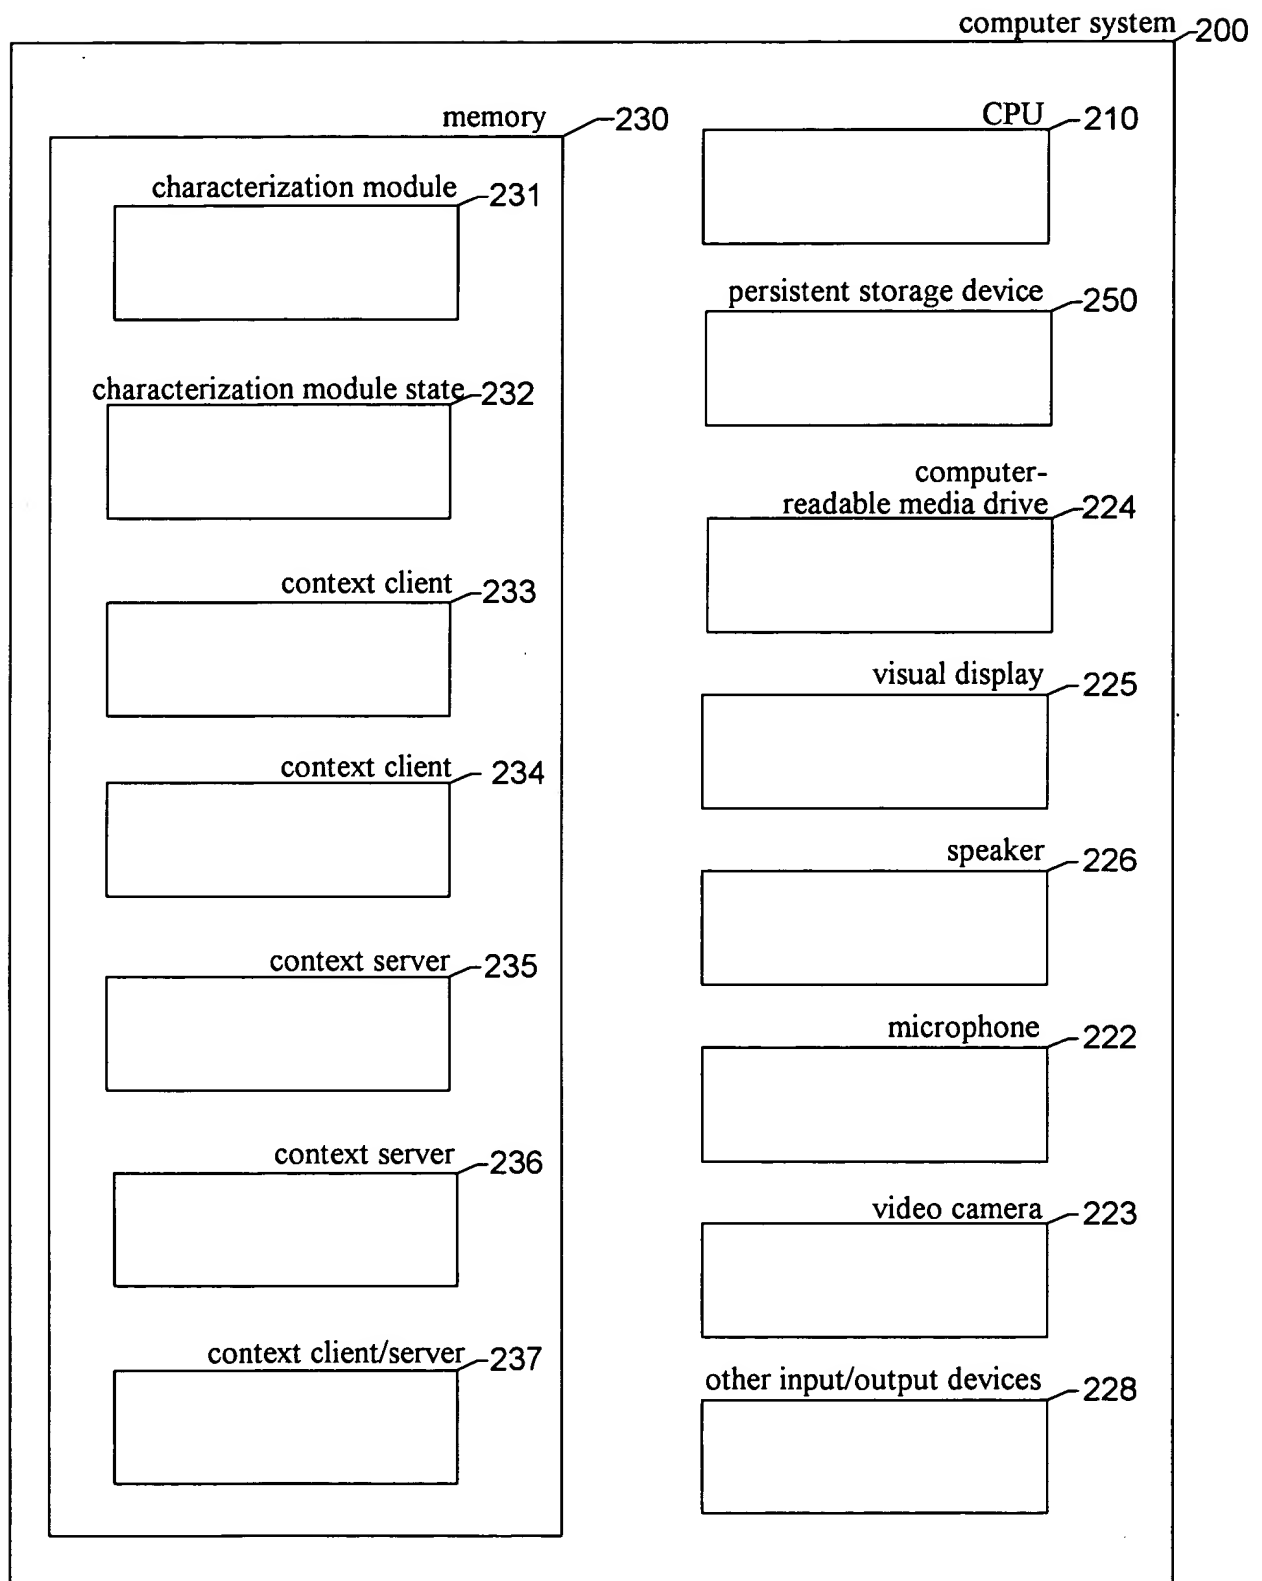 computer system 200
memory 230
characterization module 231
characterization module state 232
context client 233
context client 234
context server 235
context server 236
context client/server 237
CPU 210
persistent storage device 250
computer-
readable media drive 224
visual display 225
speaker 226
microphone 222
video camera 223
other input/output devices 228